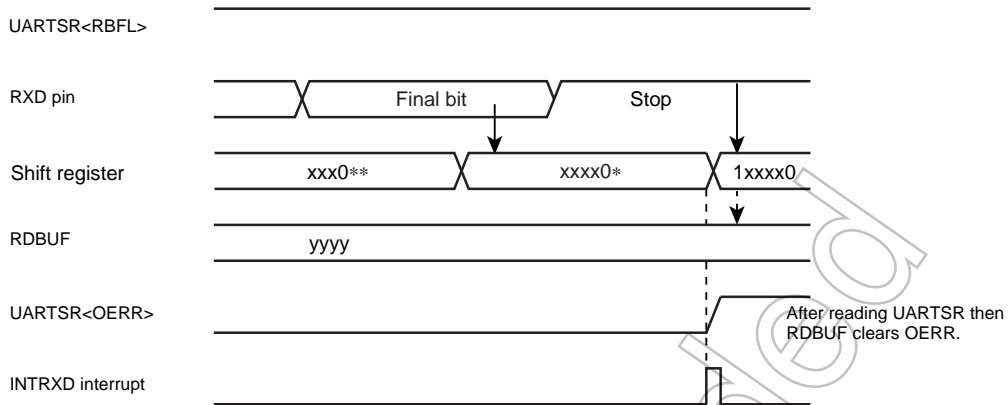 UARTSR<RBFL>
RXD pin
Final bit
Stop
Shift register
xxx0**
xxxx0*
1xxxx0
RDBUF
yyyy
UARTSR<OERR>
After reading UARTSR then
RDBUF clears OERR.
INTRXD interrupt